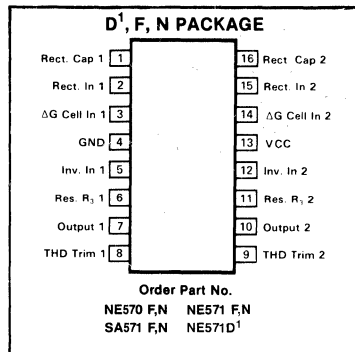 D¹, F, N PACKAGE
Rect. Cap 1 1 16 Rect Cap 2
Rect. In 1 2 15 Rect. In 2
ΔG Cell In 1 3 14 ΔG Cell In 2
GND 4 13 VCC
Inv. In 1 5 12 Inv. In 2
Res. R₃ 1 6 11 Res. R₃ 2
Output 1 7 10 Output 2
THD Trim 1 8 9 THD Trim 2
Order Part No.
NE570 F,N NE571 F,N
SA571 F,N NE571D¹